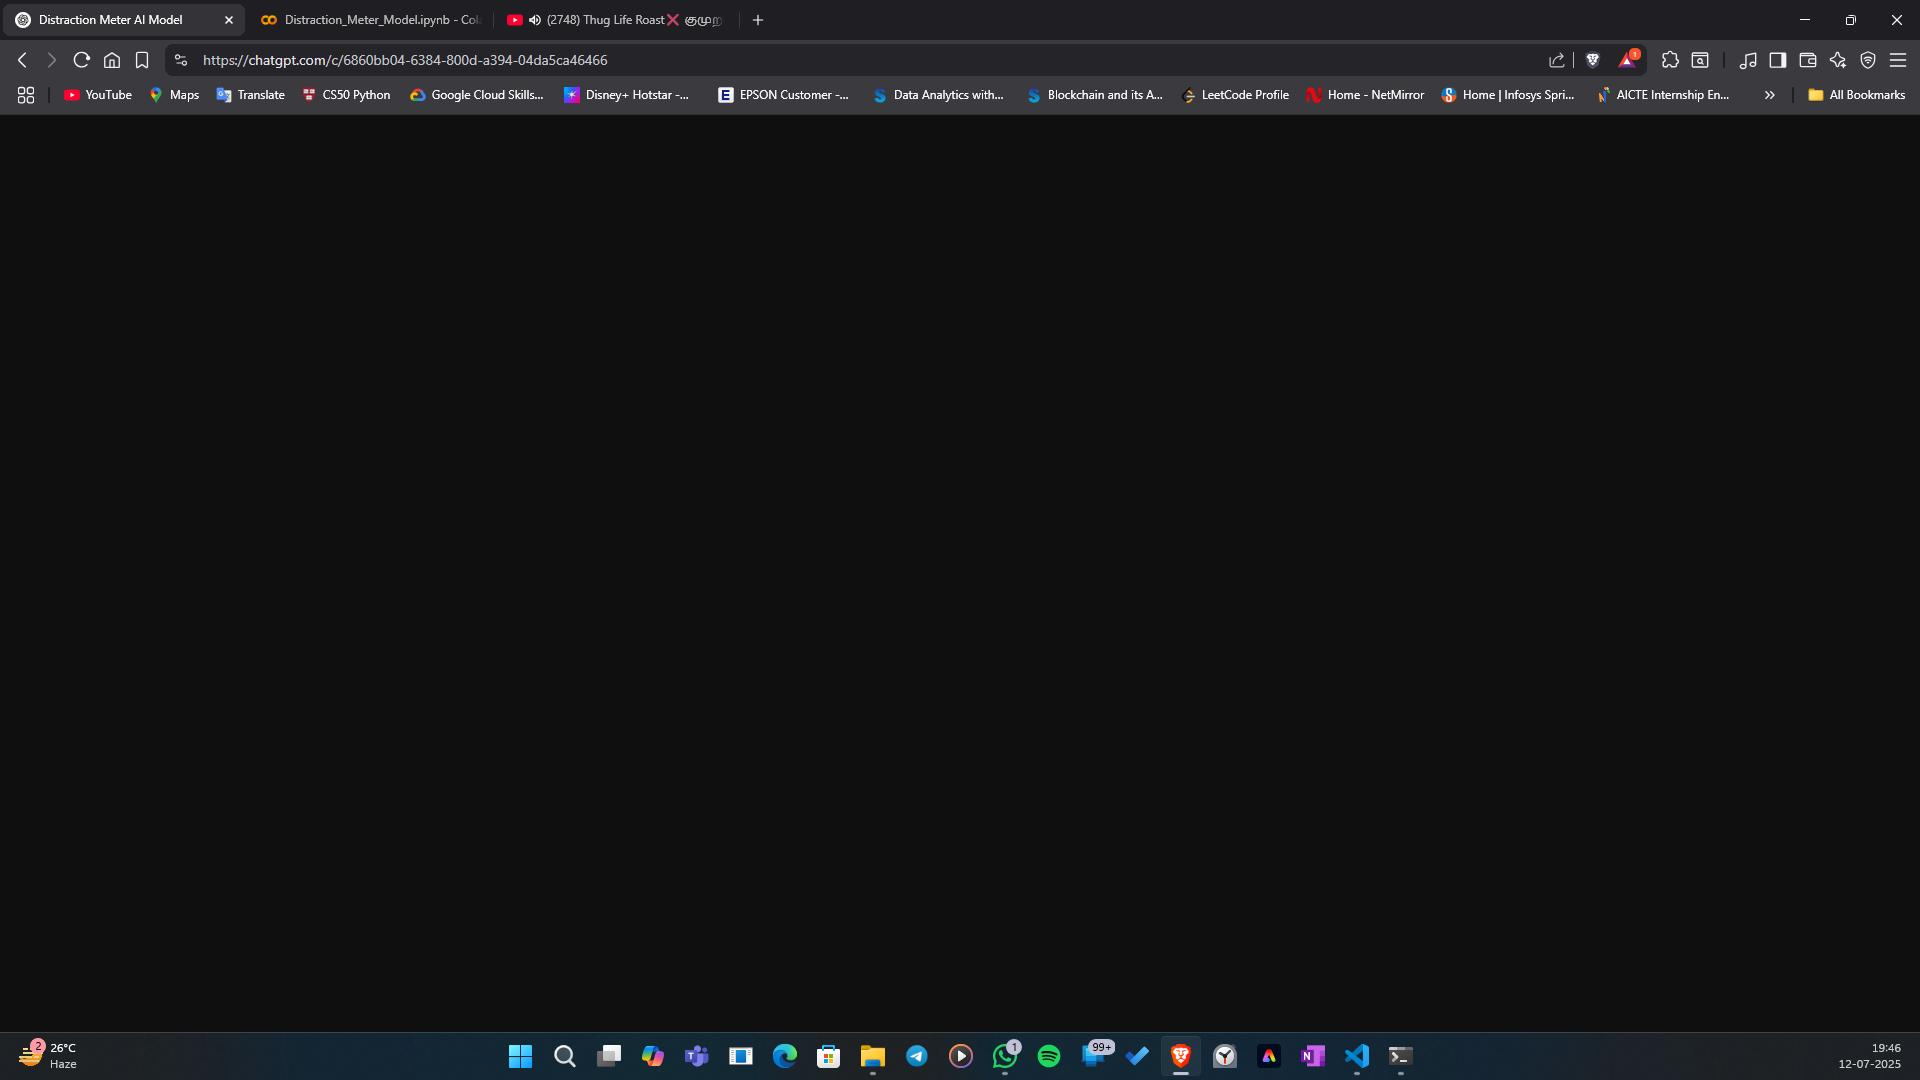 Distraction Meter AI Model
Distraction_Meter_Model.ipynb - Col
(2748) Thug Life Roast❌ குமுற
https://chatgpt.com/c/6860bb04-6384-800d-a394-04da5ca46466
1
YouTube
Maps
Translate
CS50 Python
Google Cloud Skills...
Disney+ Hotstar -...
EPSON Customer -...
Data Analytics with...
Blockchain and its A...
LeetCode Profile
Home - NetMirror
Home | Infosys Spri...
AICTE Internship En...
All Bookmarks
2
26°C
Haze
1
99+
19:46
12-07-2025